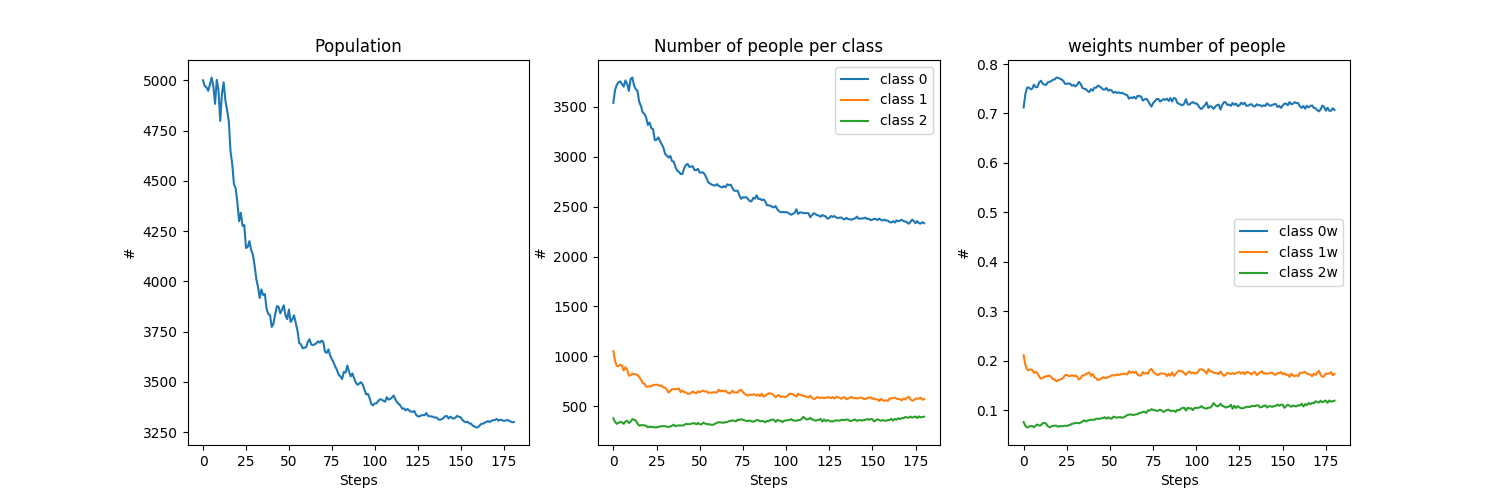 Population
5000
4750
4500
4250
4000
3750
3500
3250
#
0 25 50 75 100 125 150 175
Steps
Number of people per class
3500
3000
2500
2000
1500
1000
500
#
0 25 50 75 100 125 150 175
Steps
class 0
class 1
class 2
weights number of people
0.8
0.7
0.6
0.5
0.4
0.3
0.2
0.1
#
0 25 50 75 100 125 150 175
Steps
class 0w
class 1w
class 2w